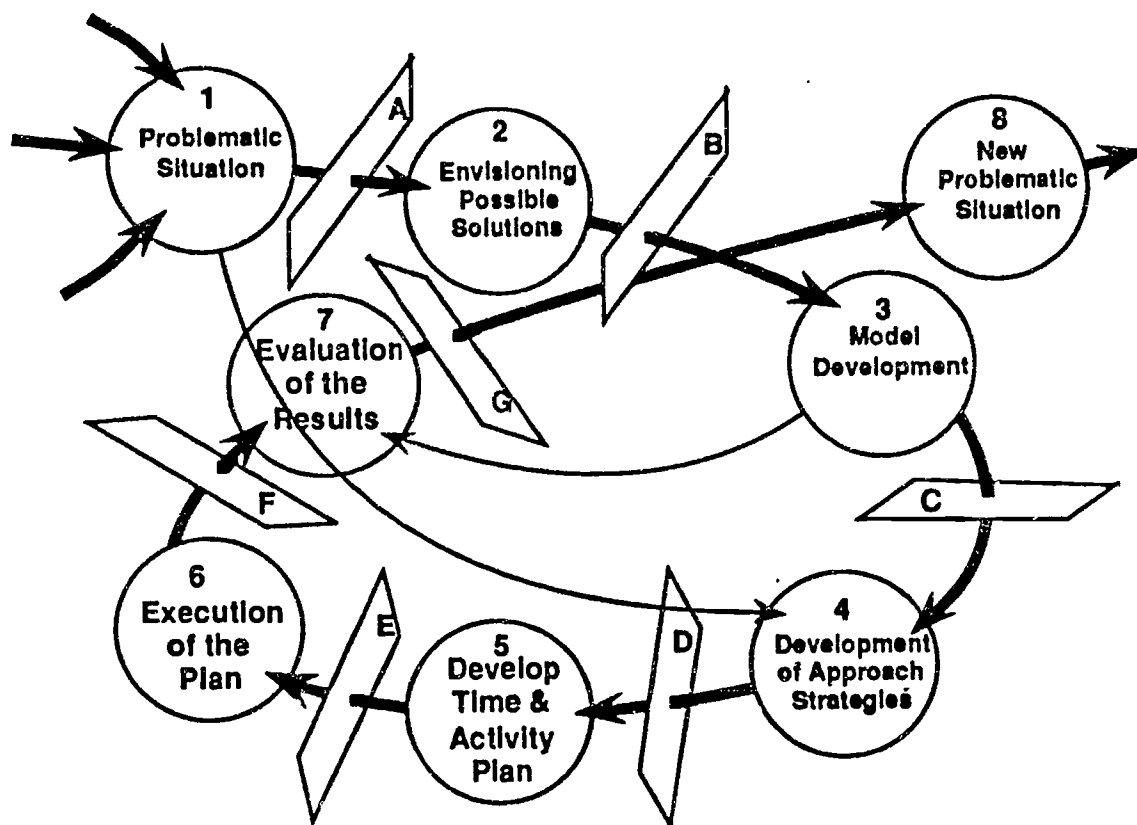 1
Problematic
Situation
A
2
Envisioning
Possible
Solutions
B
8
New
Problematic
Situation
3
Model
Development
7
Evaluation
of the
Results
G
F
C
6
Execution
of the
Plan
E
5
Develop
Time &
Activity
Plan
D
4
Development
of Approach
Strategies